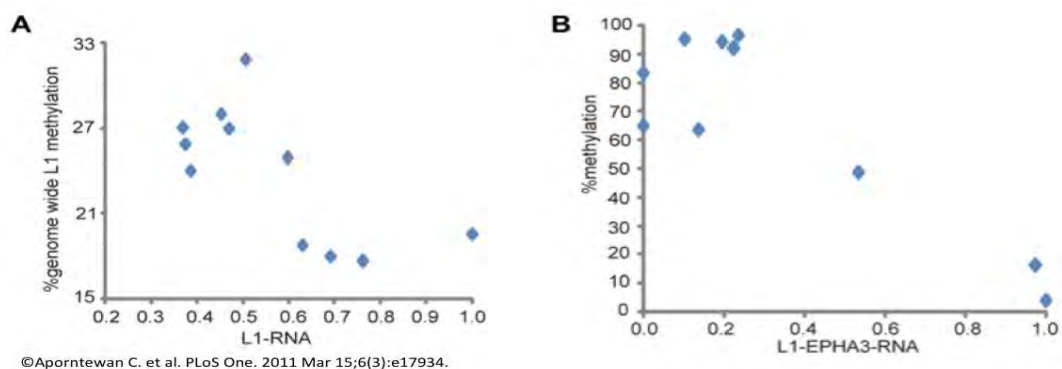 A
%genome wide L1 methylation
33
27
21
15
0.2 0.3 0.4 0.5 0.6 0.7 0.8 0.9 1.0
L1-RNA
B
%methylation
100
90
80
70
60
50
40
30
20
10
0
0.0 0.2 0.4 0.6 0.8 1.0
L1-EPHA3-RNA
©Aporntewan C. et al. PLoS One. 2011 Mar 15;6(3):e17934.